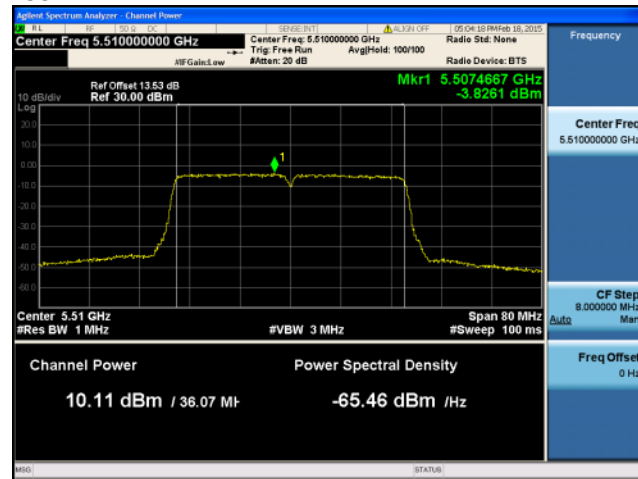 Agilent Spectrum Analyzer - Channel Power
RL RF 50 Ω DC SENSE:INT ALIGN OFF 05:04:18 PM Feb 18, 2015
Center Freq 5.510000000 GHz
Center Freq: 5.510000000 GHz
Radio Std: None
Trig: Free Run Avg|Hold: 100/100
#IFGain:Low #Atten: 20 dB Radio Device: BTS
Mkr1 5.5074667 GHz
-3.8261 dBm
Ref Offset 13.53 dB
10 dB/div Ref 30.00 dBm
Log
20.0
10.0
0.00
-10.0
-20.0
-30.0
-40.0
-50.0
-60.0
1
Center 5.51 GHz Span 80 MHz
#Res BW 1 MHz #VBW 3 MHz #Sweep 100 ms
Channel Power Power Spectral Density
10.11 dBm / 36.07 MH -65.46 dBm /Hz
MSG STATUS
Frequency
Center Freq
5.510000000 GHz
CF Step
8.000000 MHz
Auto Man
Freq Offset
0 Hz